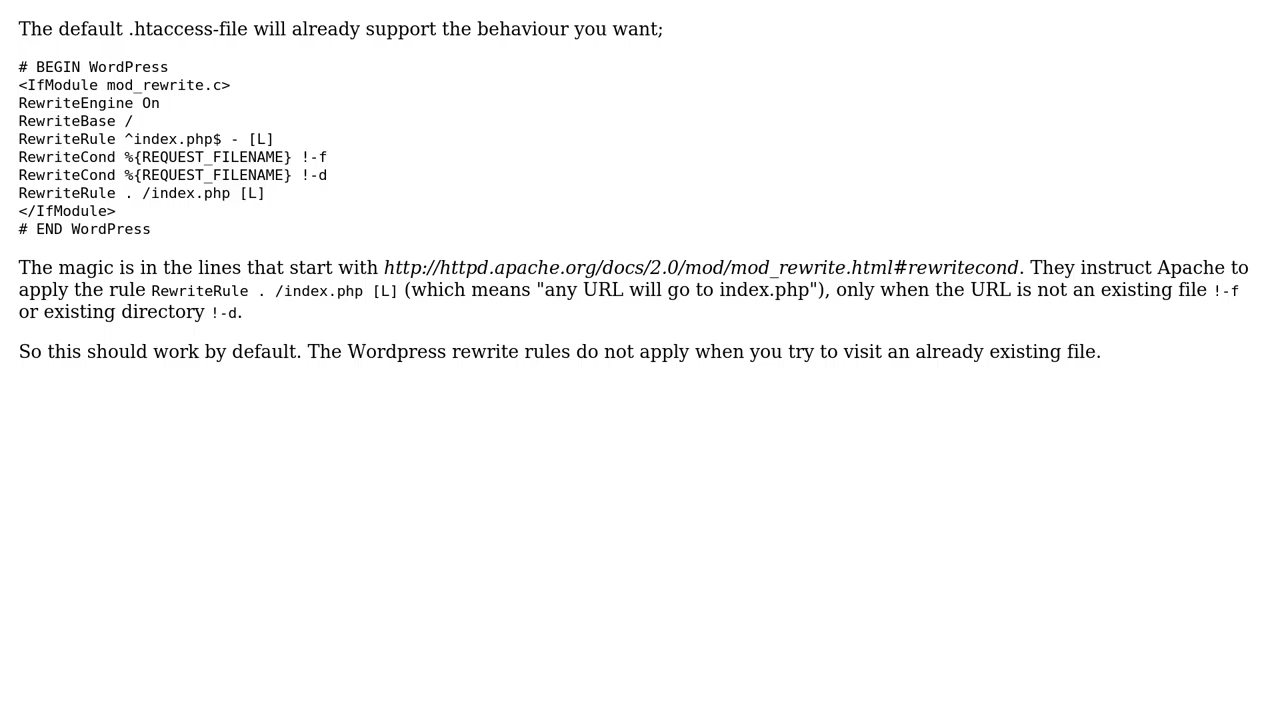 The default .htaccess-file will already support the behaviour you want;
# BEGIN WordPress
<IfModule mod_rewrite.c>
RewriteEngine On
RewriteBase /
RewriteRule ^index.php$ - [L]
RewriteCond %{REQUEST_FILENAME} !-f
RewriteCond %{REQUEST_FILENAME} !-d
RewriteRule . /index.php [L]
</IfModule>
# END WordPress
The magic is in the lines that start with http://httpd.apache.org/docs/2.0/mod/mod_rewrite.html#rewritecond. They instruct Apache to
apply the rule RewriteRule . /index.php [L] (which means "any URL will go to index.php"), only when the URL is not an existing file !-f
or existing directory !-d.
So this should work by default. The Wordpress rewrite rules do not apply when you try to visit an already existing file.